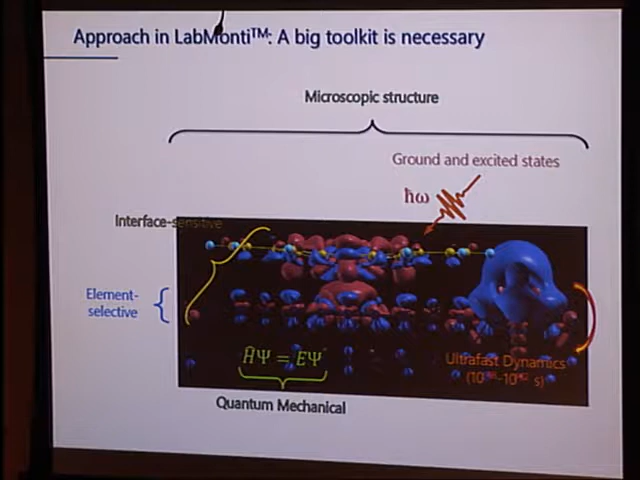 Approach in LabMonti™: A big toolkit is necessary
Microscopic structure
Ground and excited states
ħω
Interface-sensitive
Element-
selective
ĤΨ = EΨ
Ultrafast Dynamics
Quantum Mechanical